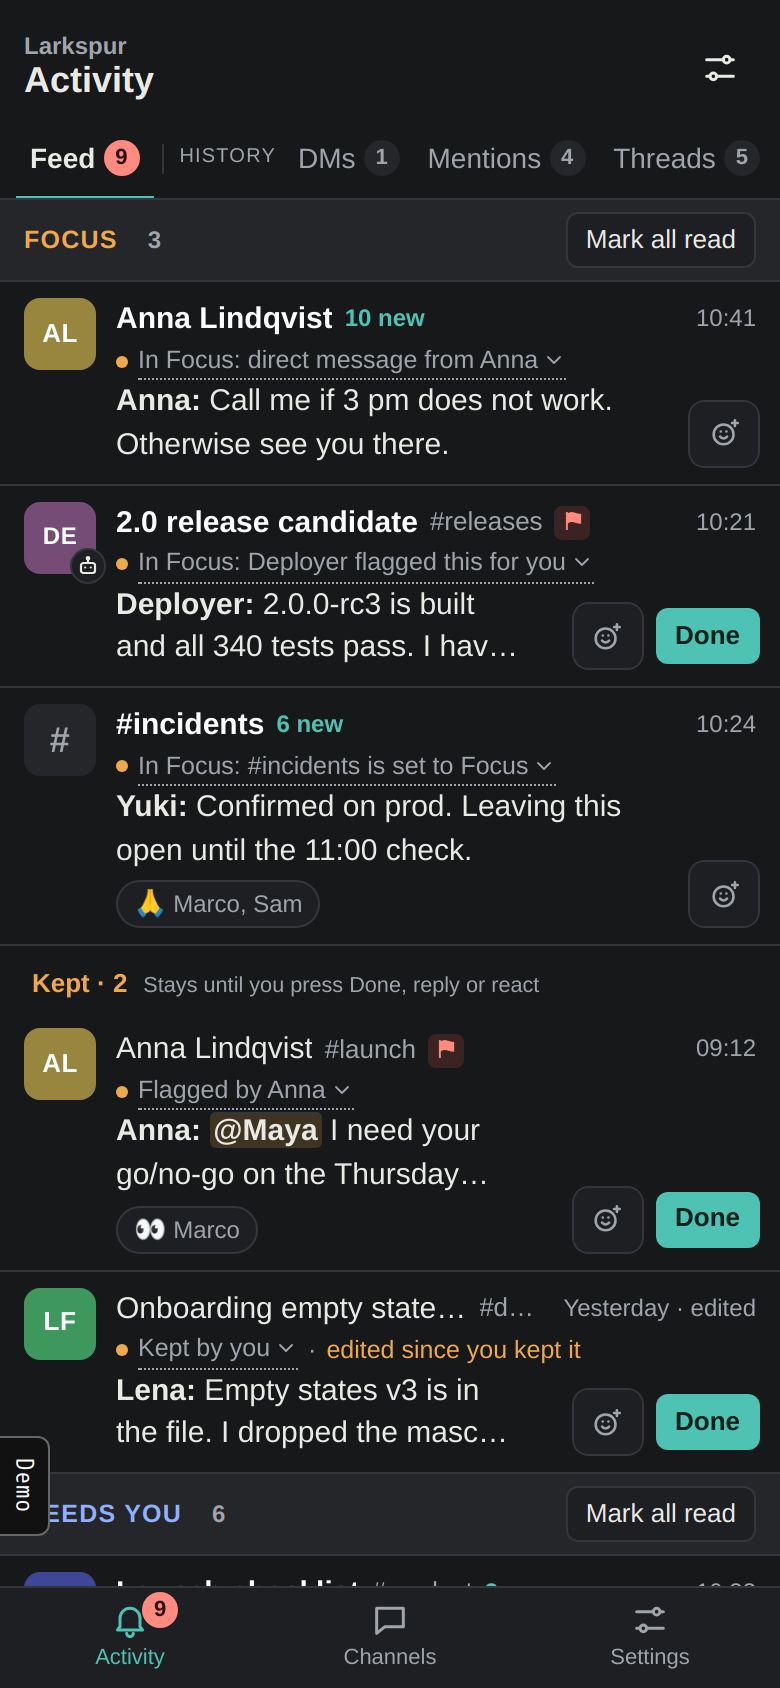 Larkspur
Activity
Feed 9 HISTORY DMs 1 Mentions 4 Threads 5
FOCUS 3 Mark all read
AL Anna Lindqvist 10 new 10:41
In Focus: direct message from Anna
Anna: Call me if 3 pm does not work.
Otherwise see you there.
DE 2.0 release candidate #releases 10:21
In Focus: Deployer flagged this for you
Deployer: 2.0.0-rc3 is built
and all 340 tests pass. I hav…
Done
# #incidents 6 new 10:24
In Focus: #incidents is set to Focus
Yuki: Confirmed on prod. Leaving this
open until the 11:00 check.
🙏 Marco, Sam
Kept · 2 Stays until you press Done, reply or react
AL Anna Lindqvist #launch 09:12
Flagged by Anna
Anna: @Maya I need your
go/no-go on the Thursday…
👀 Marco
Done
LF Onboarding empty state… #d… Yesterday · edited
Kept by you · edited since you kept it
Lena: Empty states v3 is in
the file. I dropped the masc…
Done
Demo
EEDS YOU 6 Mark all read
9
Activity Channels Settings